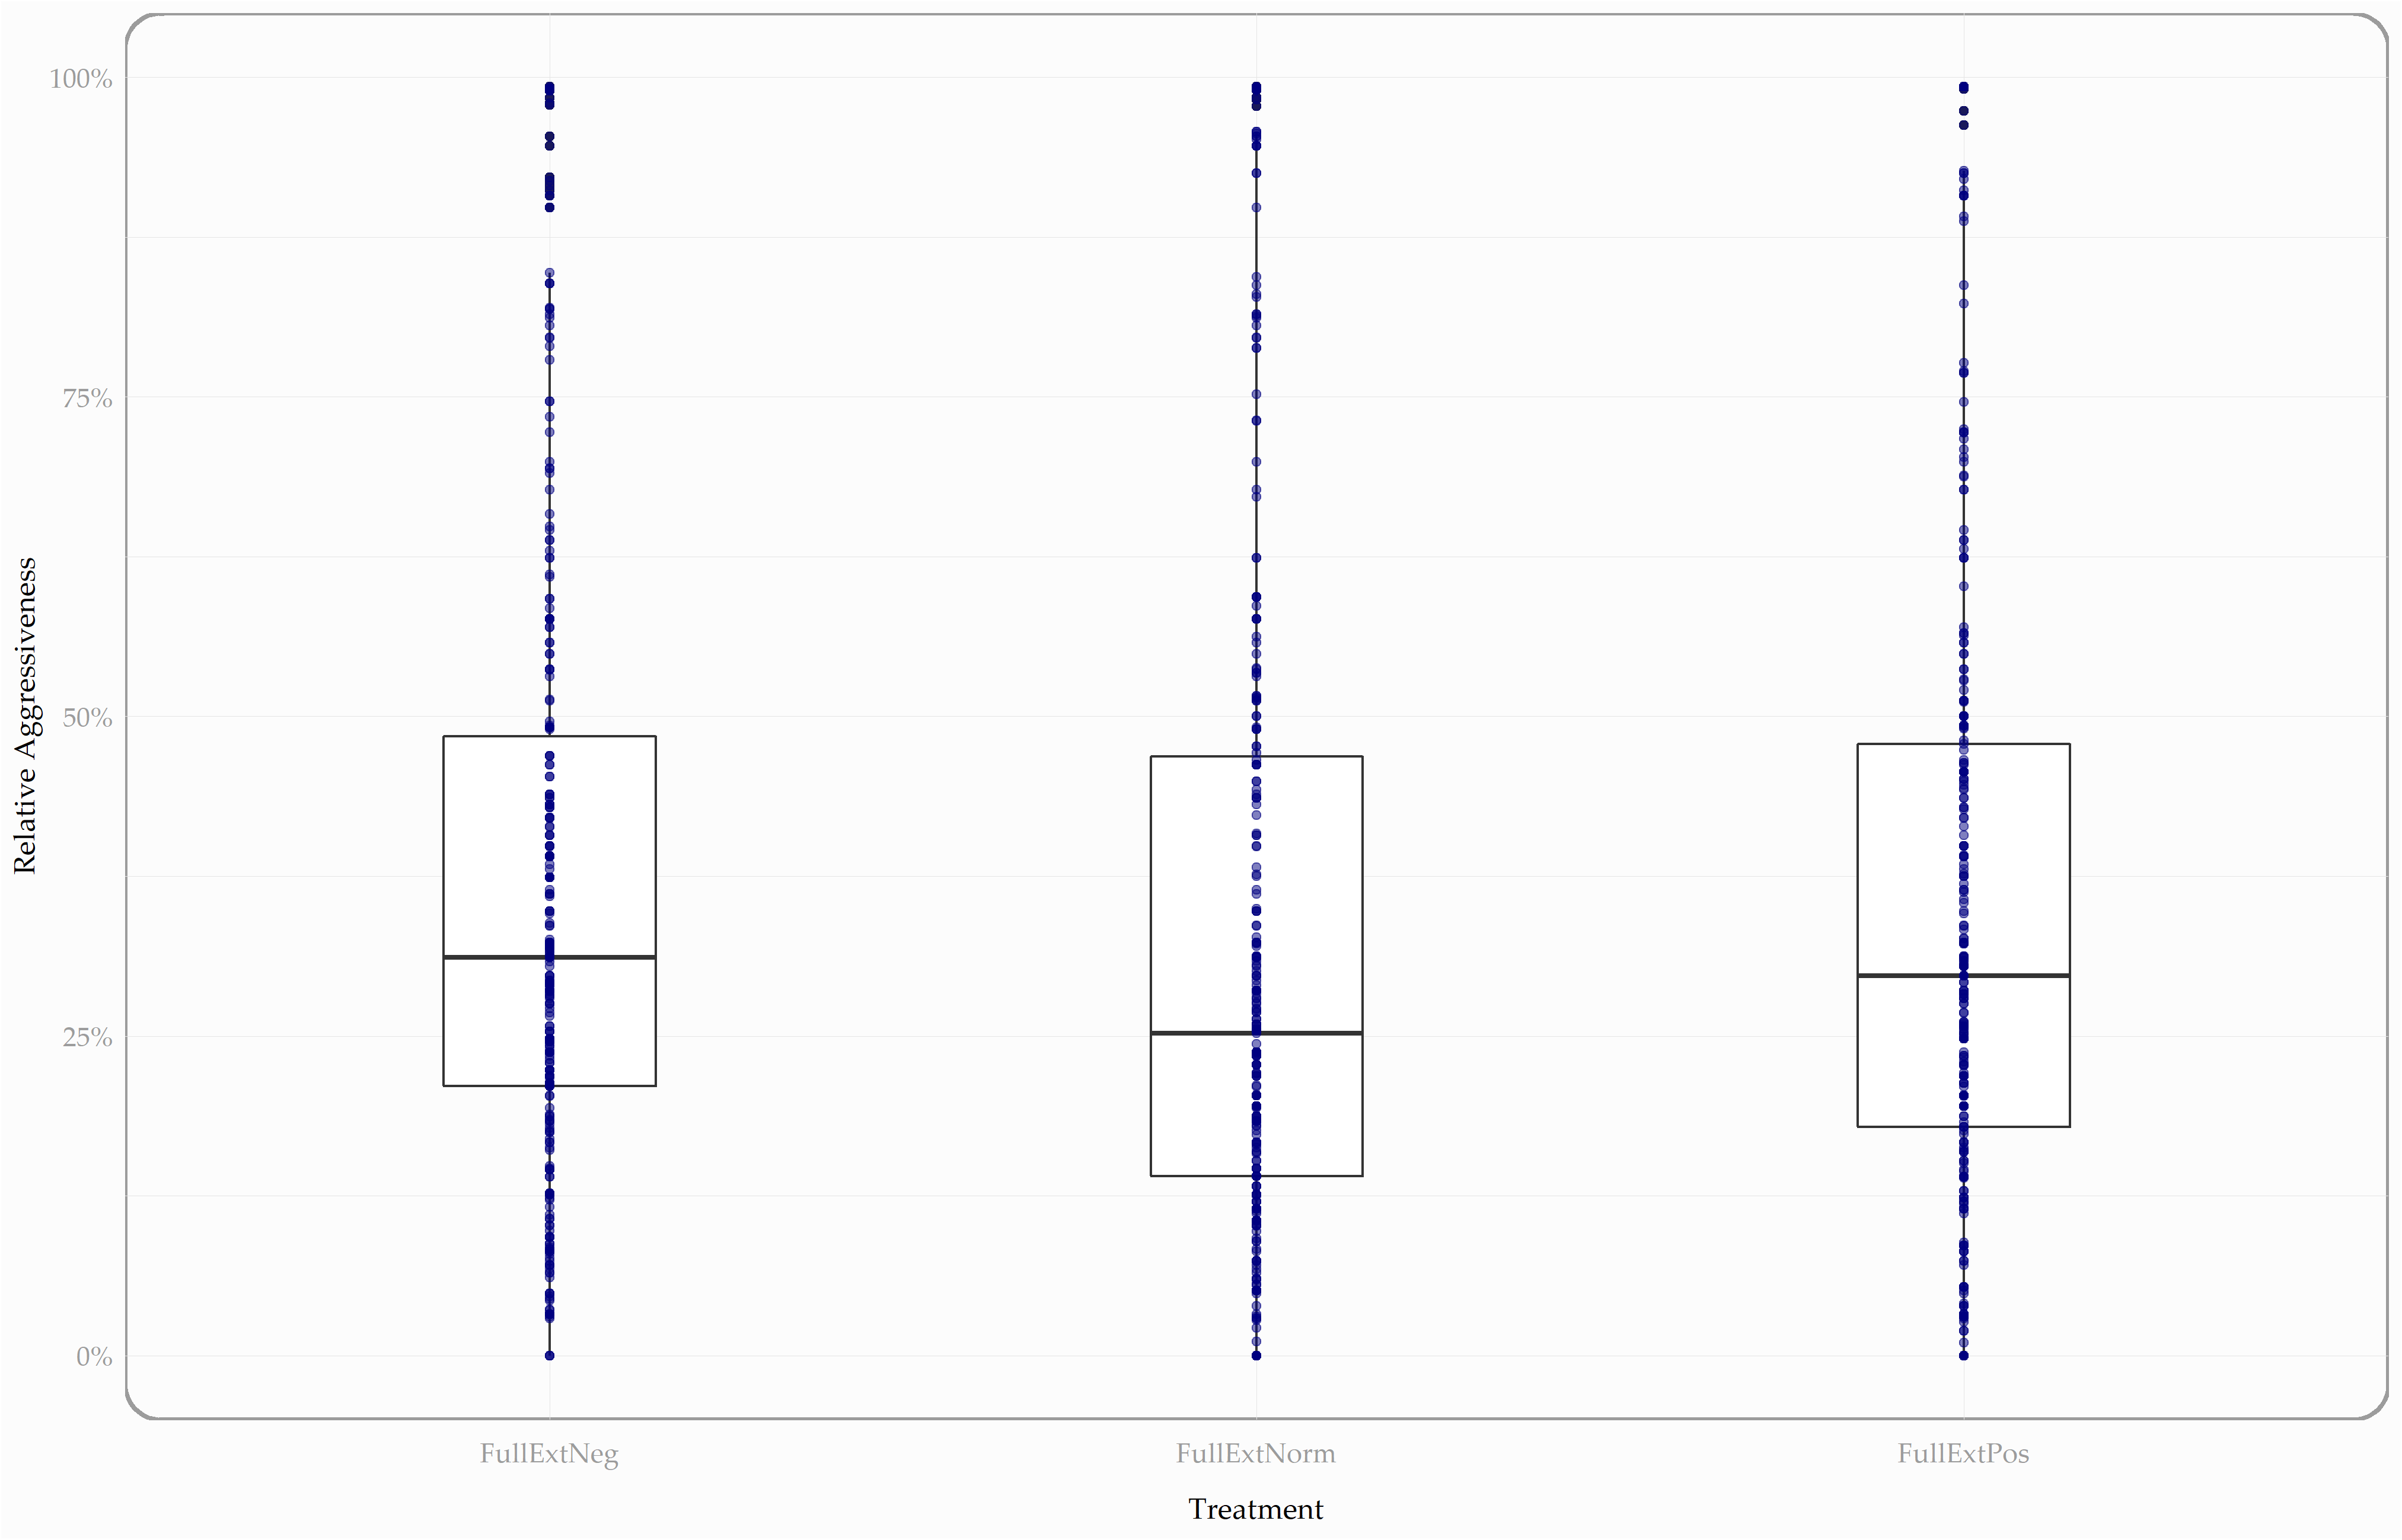 100%
75%
50%
25%
0%
Relative Aggressiveness
FullExtNeg
FullExtNorm
FullExtPos
Treatment